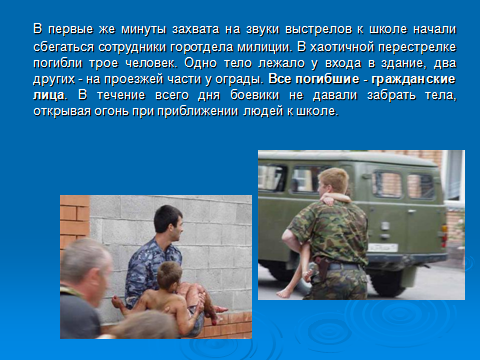 В первые же минуты захвата на звуки выстрелов к школе начали
сбегаться сотрудники горотдела милиции. В хаотичной перестрелке
погибли трое человек. Одно тело лежало у входа в здание, два
других - на проезжей части у ограды. Все погибшие - гражданские
лица. В течение всего дня боевики не давали забрать тела,
открывая огонь при приближении людей к школе.